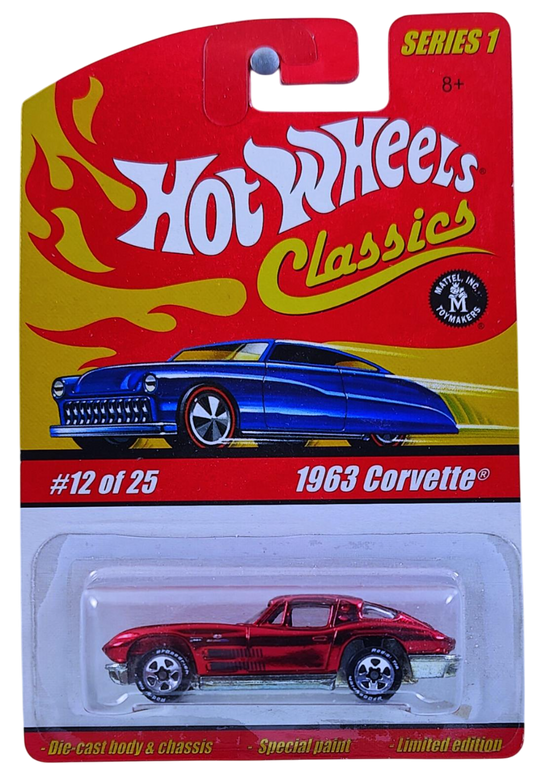 SERIES 1
8+
Hot Wheels®
Classics
MATTEL, INC.
M
TOYMAKERS
®
#12 of 25
1963 Corvette®
- Die-cast body & chassis - Special paint - Limited edition